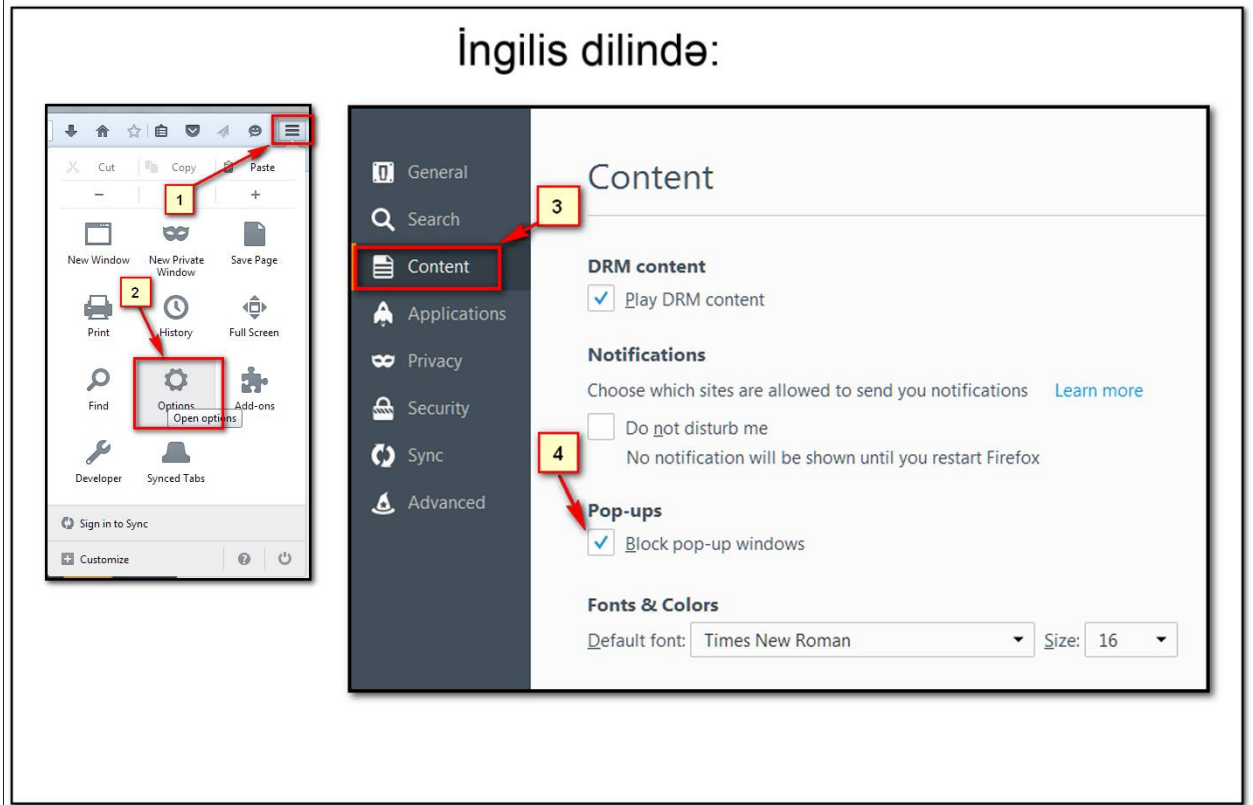 İngilis dilində:
Cut Copy Paste
1
− +
New Window New Private Window Save Page
2
Print History Full Screen
Find Options Add-ons
Open options
Developer Synced Tabs
Sign in to Sync
Customize
General
Search
Content
Applications
Privacy
Security
Sync
Advanced
3
Content
DRM content
Play DRM content
Notifications
Choose which sites are allowed to send you notifications Learn more
Do not disturb me
No notification will be shown until you restart Firefox
4
Pop-ups
Block pop-up windows
Fonts & Colors
Default font: Times New Roman Size: 16